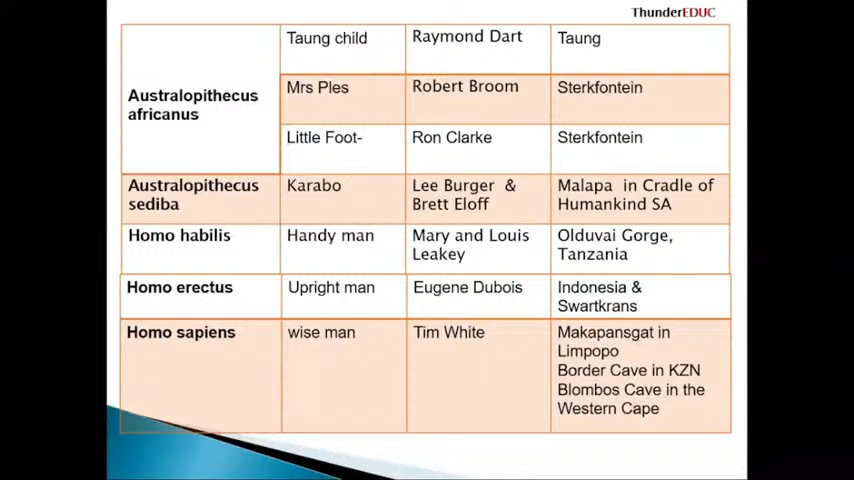 ThunderEDUC
Taung child Raymond Dart Taung
Australopithecus
africanus
Mrs Ples Robert Broom Sterkfontein
Little Foot- Ron Clarke Sterkfontein
Australopithecus
sediba
Karabo
Lee Burger &
Brett Eloff
Malapa in Cradle of
Humankind SA
Homo habilis
Handy man
Mary and Louis
Leakey
Olduvai Gorge,
Tanzania
Homo erectus
Upright man
Eugene Dubois
Indonesia &
Swartkrans
Homo sapiens
wise man
Tim White
Makapansgat in
Limpopo
Border Cave in KZN
Blombos Cave in the
Western Cape